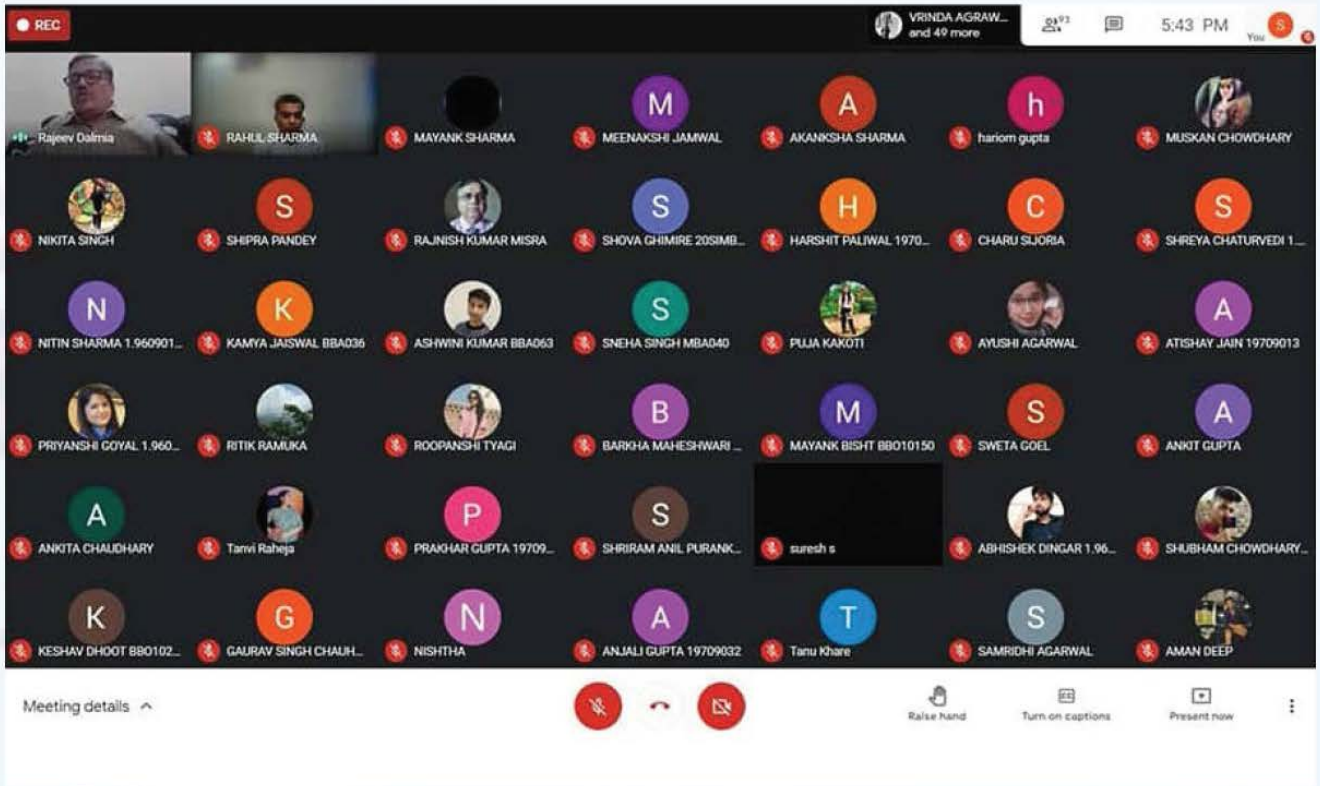 REC
VRINDA AGRAW...
and 49 more
93
5:43 PM
You
S
Rajeev Dalmia
RAHUL SHARMA
MAYANK SHARMA
M
MEENAKSHI JAMWAL
A
AKANKSHA SHARMA
h
hariom gupta
MUSKAN CHOWDHARY
NIKITA SINGH
S
SHIPRA PANDEY
RAJNISH KUMAR MISRA
S
SHOVA GHIMIRE 20SIMB...
H
HARSHIT PALIWAL 1970...
C
CHARU SIJORIA
S
SHREYA CHATURVEDI 1....
N
NITIN SHARMA 1.960901...
K
KAMYA JAISWAL BBA036
ASHWINI KUMAR BBA063
S
SNEHA SINGH MBA040
PUJA KAKOTI
AYUSHI AGARWAL
A
ATISHAY JAIN 19709013
PRIYANSHI GOYAL 1.960...
RITIK RAMUKA
ROOPANSHI TYAGI
B
BARKHA MAHESHWARI ...
M
MAYANK BISHT BBO10150
S
SWETA GOEL
A
ANKIT GUPTA
A
ANKITA CHAUDHARY
Tanvi Raheja
P
PRAKHAR GUPTA 19709...
S
SHRIRAM ANIL PURANK...
suresh s
ABHISHEK DINGAR 1.96...
SHUBHAM CHOWDHARY...
K
KESHAV DHOOT BBO102...
G
GAURAV SINGH CHAUH...
N
NISHTHA
A
ANJALI GUPTA 19709032
T
Tanu Khare
S
SAMRIDHI AGARWAL
AMAN DEEP
Meeting details
Raise hand
Turn on captions
Present now